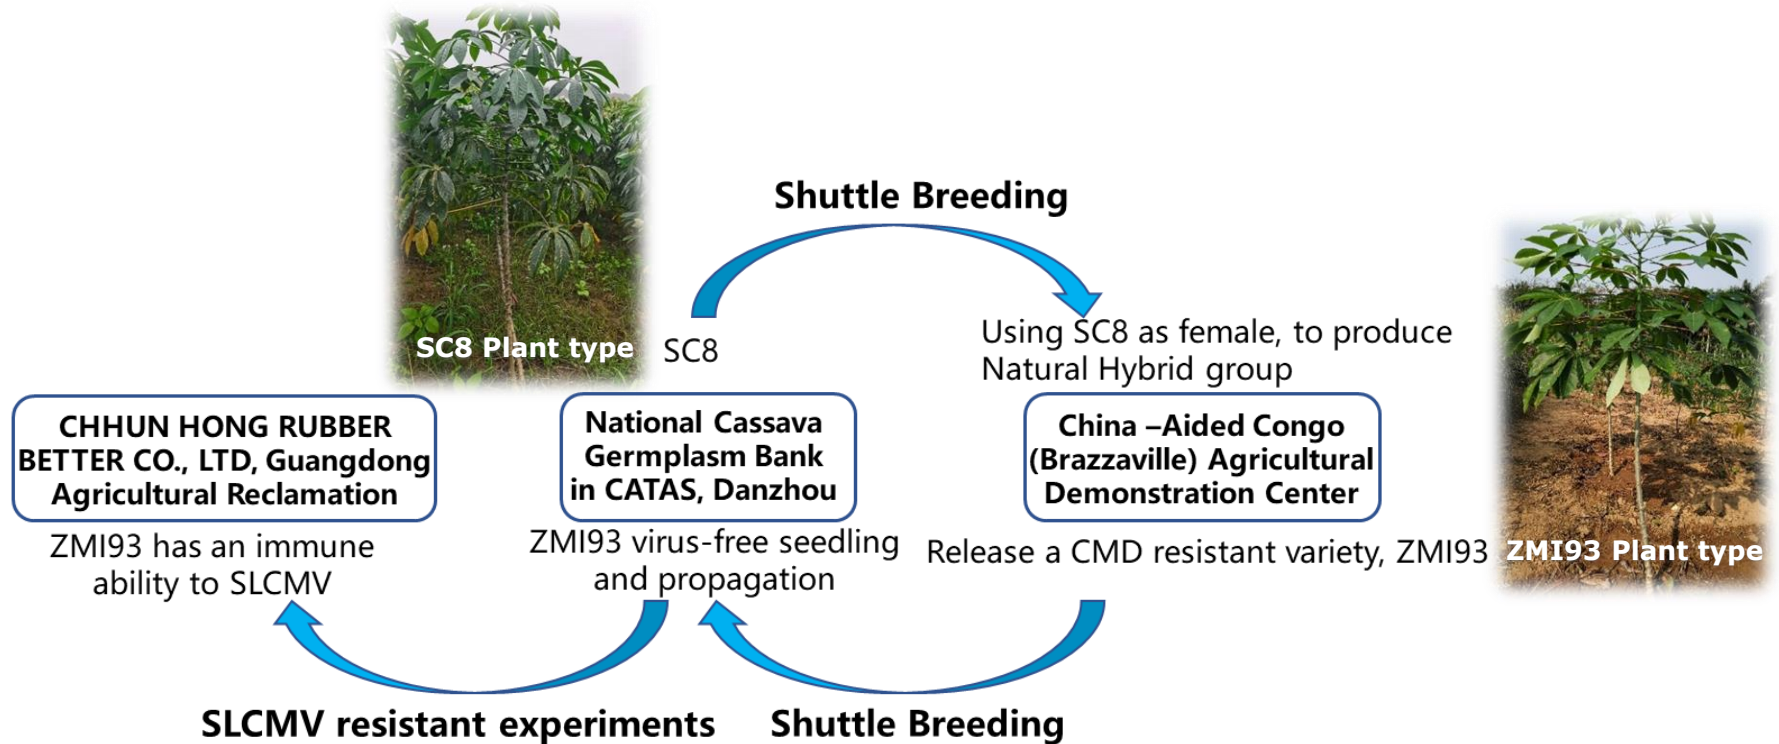 Shuttle Breeding
SC8 Plant type
SC8
Using SC8 as female, to produce
Natural Hybrid group
CHHUN HONG RUBBER
BETTER CO., LTD, Guangdong
Agricultural Reclamation
National Cassava
Germplasm Bank
in CATAS, Danzhou
China –Aided Congo
(Brazzaville) Agricultural
Demonstration Center
ZMI93 has an immune
ability to SLCMV
ZMI93 virus-free seedling
and propagation
Release a CMD resistant variety, ZMI93
ZMI93 Plant type
SLCMV resistant experiments
Shuttle Breeding